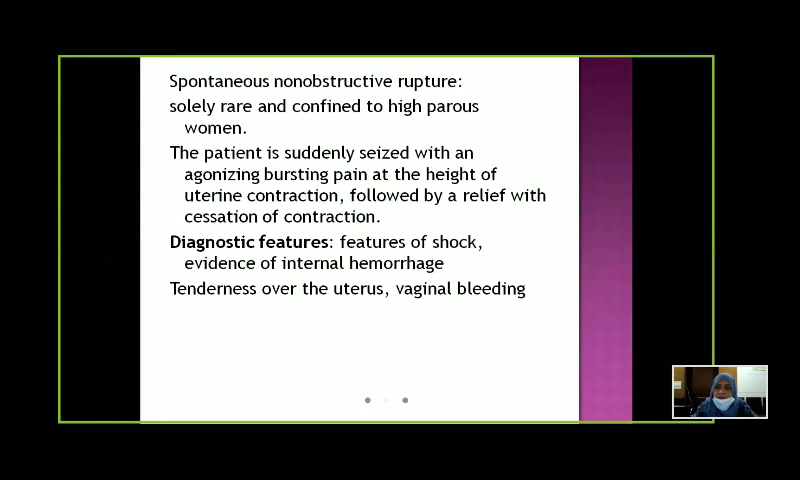 Spontaneous nonobstructive rupture:
solely rare and confined to high parous
women.
The patient is suddenly seized with an
agonizing bursting pain at the height of
uterine contraction, followed by a relief with
cessation of contraction.
Diagnostic features: features of shock,
evidence of internal hemorrhage
Tenderness over the uterus, vaginal bleeding